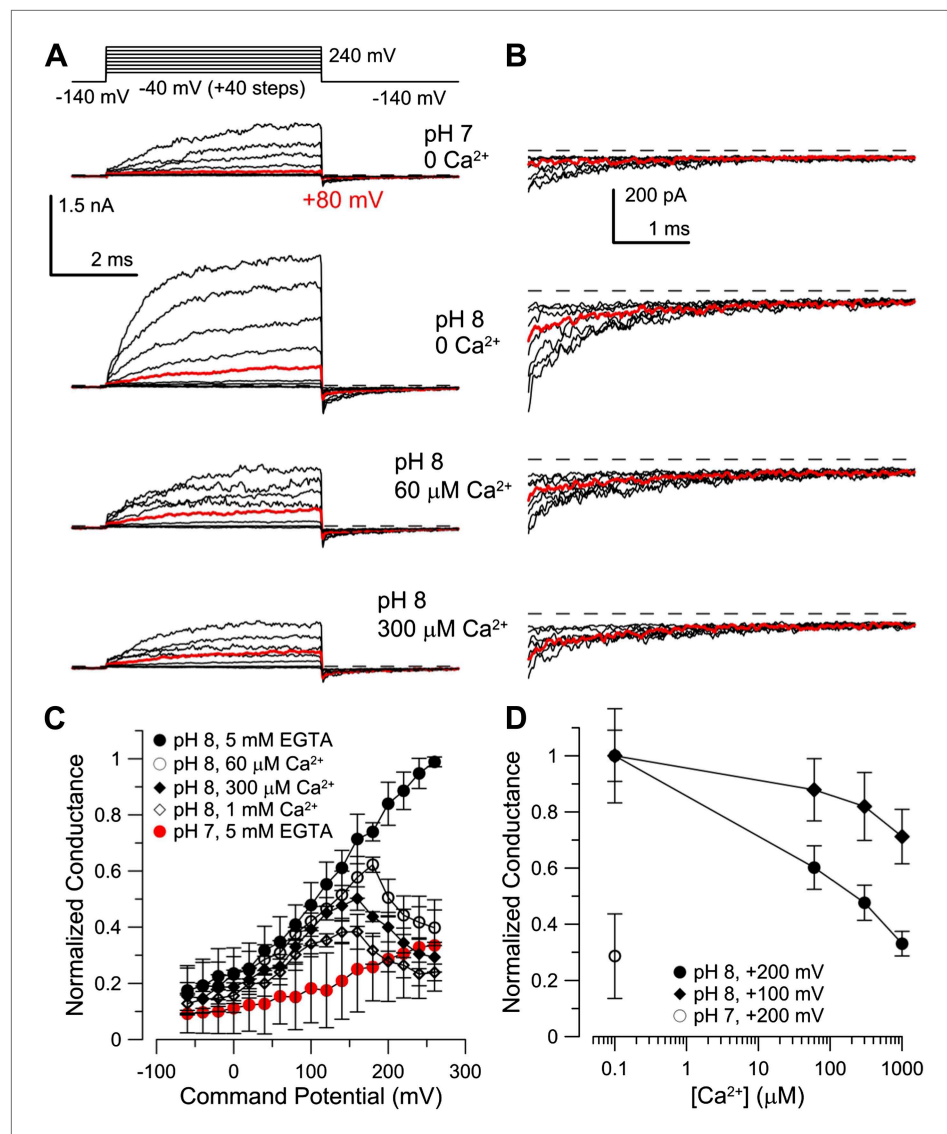 A
240 mV
-40 mV (+40 steps)
-140 mV
-140 mV
pH 7
0 Ca²⁺
+80 mV
1.5 nA
2 ms
pH 8
0 Ca²⁺
pH 8
60 μM Ca²⁺
pH 8
300 μM Ca²⁺
B
200 pA
1 ms
C
pH 8, 5 mM EGTA
pH 8, 60 μM Ca²⁺
pH 8, 300 μM Ca²⁺
pH 8, 1 mM Ca²⁺
pH 7, 5 mM EGTA
Normalized Conductance
1
0.8
0.6
0.4
0.2
0
-100
0
100
200
300
Command Potential (mV)
D
Normalized Conductance
1
0.8
0.6
0.4
0.2
0
pH 8, +200 mV
pH 8, +100 mV
pH 7, +200 mV
0.1
1
10
100
1000
[Ca²⁺] (μM)